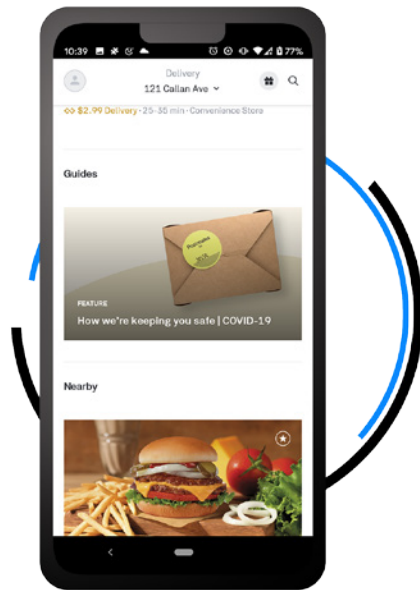 10:39
77%
Delivery
121 Callan Ave
$2.99 Delivery • 25–35 min • Convenience Store
Guides
Postmates
FEATURE
How we're keeping you safe | COVID-19
Nearby